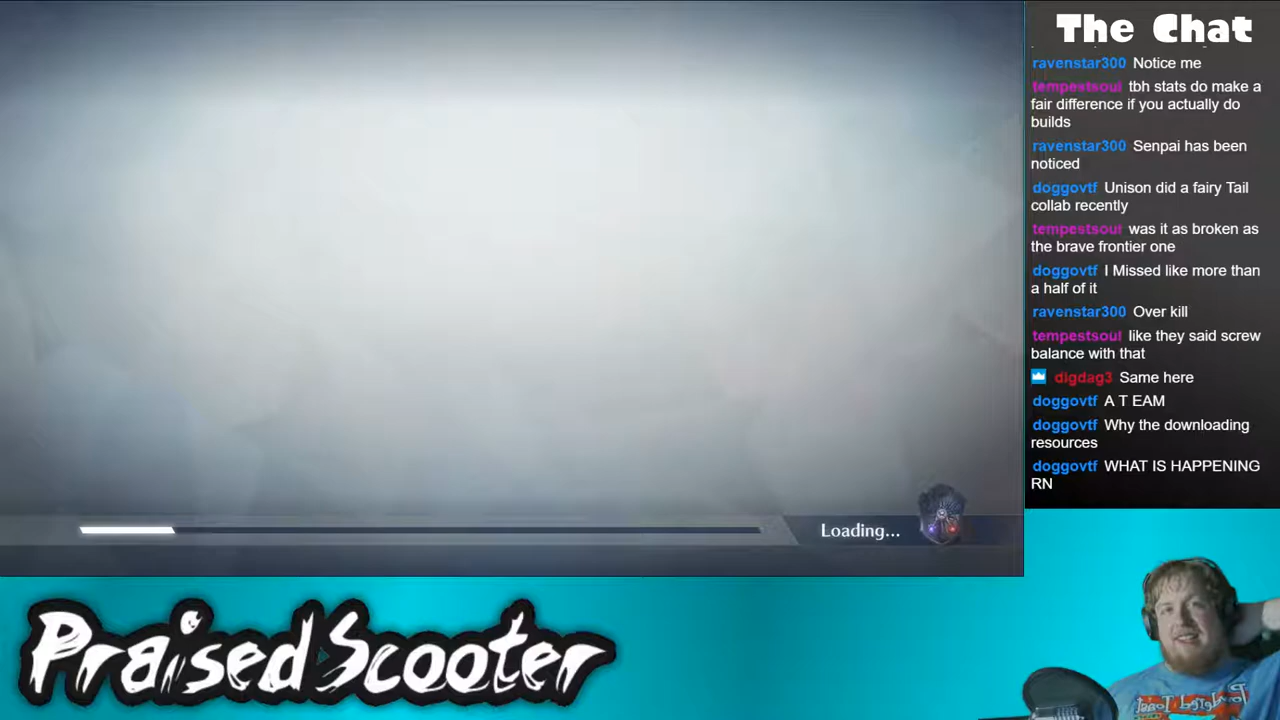 The Chat
ravenstar300 Notice me
tempestsoul tbh stats do make a
fair difference if you actually do
builds
ravenstar300 Senpai has been
noticed
doggovtf Unison did a fairy Tail
collab recently
tempestsoul was it as broken as
the brave frontier one
doggovtf I Missed like more than
a half of it
ravenstar300 Over kill
tempestsoul like they said screw
balance with that
digdag3 Same here
doggovtf A T EAM
doggovtf Why the downloading
resources
doggovtf WHAT IS HAPPENING
RN
Loading...
PraisedScooter